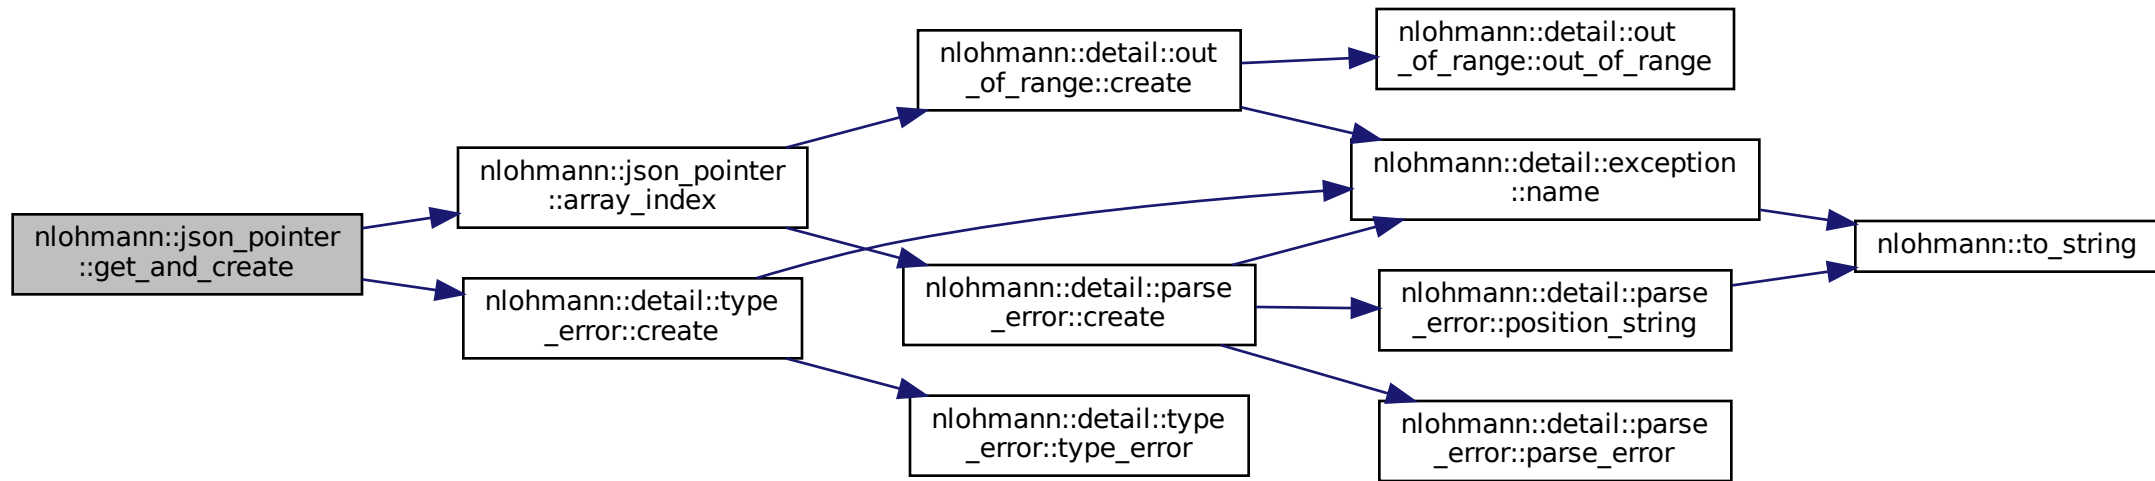 nlohmann::json_pointer
::get_and_create
nlohmann::json_pointer
::array_index
nlohmann::detail::type
_error::create
nlohmann::detail::out
_of_range::create
nlohmann::detail::parse
_error::create
nlohmann::detail::type
_error::type_error
nlohmann::detail::out
_of_range::out_of_range
nlohmann::detail::exception
::name
nlohmann::detail::parse
_error::position_string
nlohmann::detail::parse
_error::parse_error
nlohmann::to_string